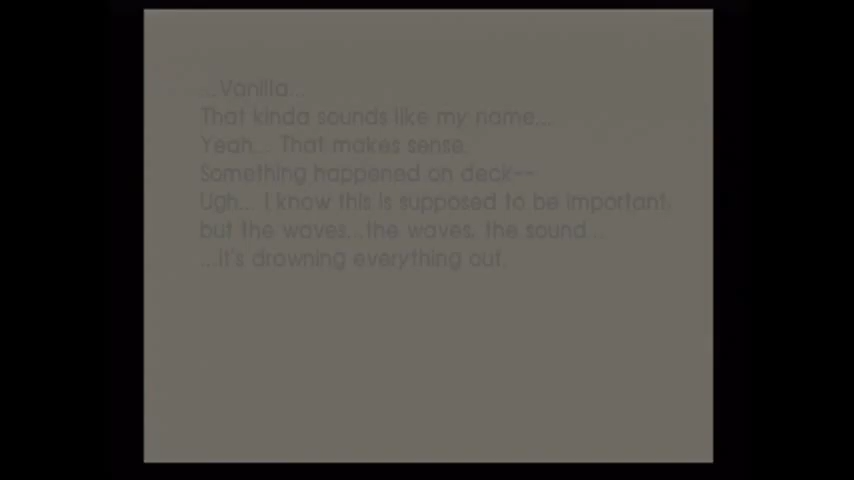 ...Vanilla...
That kinda sounds like my name...
Yeah... That makes sense.
Something happened on deck--
Ugh... I know this is supposed to be important,
but the waves...the waves, the sound...
...it's drowning everything out.